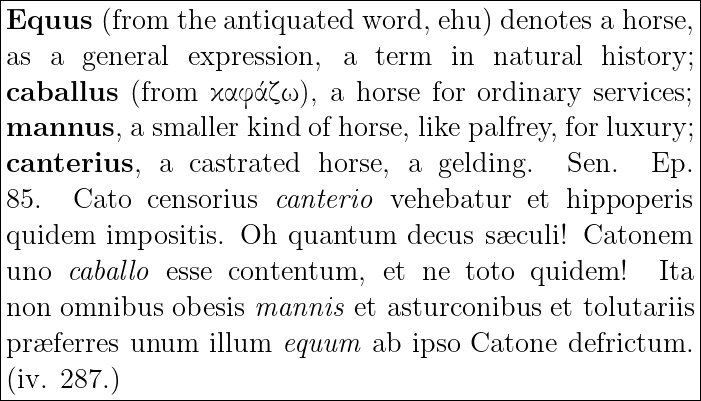 Equus (from the antiquated word, ehu) denotes a horse,
as a general expression, a term in natural history;
caballus (from καφάζω), a horse for ordinary services;
mannus, a smaller kind of horse, like palfrey, for luxury;
canterius, a castrated horse, a gelding. Sen. Ep.
85. Cato censorius canterio vehebatur et hippoperis
quidem impositis. Oh quantum decus sæculi! Catonem
uno caballo esse contentum, et ne toto quidem! Ita
non omnibus obesis mannis et asturconibus et tolutariis
præferres unum illum equum ab ipso Catone defrictum.
(iv. 287.)